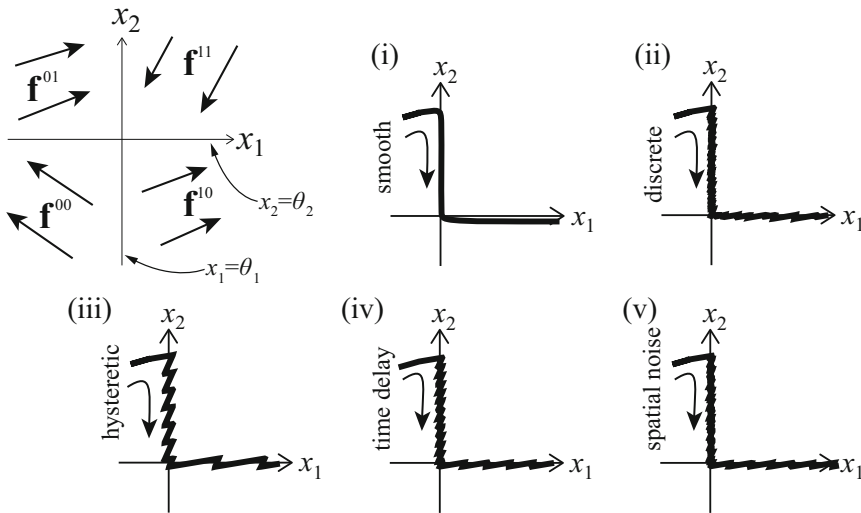 x₂
f⁰¹
f¹¹
x₁
f⁰⁰
f¹⁰
x₂=θ₂
x₁=θ₁
(i)
x₂
smooth
x₁
(ii)
x₂
discrete
x₁
(iii)
x₂
hysteretic
x₁
(iv)
x₂
time delay
x₁
(v)
x₂
spatial noise
x₁